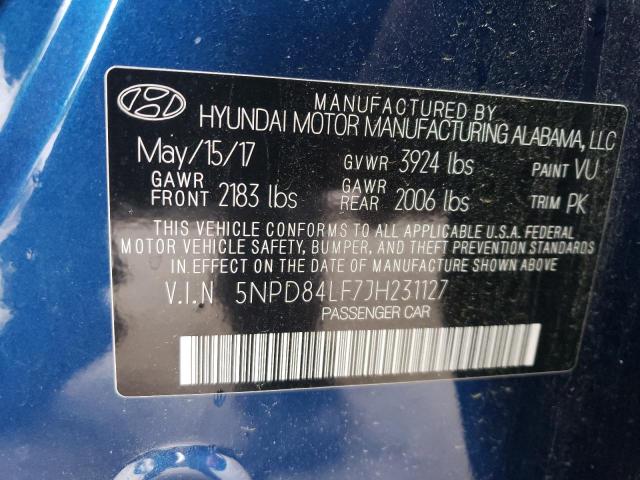 MANUFACTURED BY
HYUNDAI MOTOR MANUFACTURING ALABAMA, LLC
May/15/17 GVWR 3924 lbs PAINT VU
GAWR FRONT 2183 lbs GAWR REAR 2006 lbs TRIM PK
THIS VEHICLE CONFORMS TO ALL APPLICABLE U.S.A. FEDERAL
MOTOR VEHICLE SAFETY, BUMPER, AND THEFT PREVENTION STANDARDS
IN EFFECT ON THE DATE OF MANUFACTURE SHOWN ABOVE
V.I.N 5NPD84LF7JH231127
PASSENGER CAR